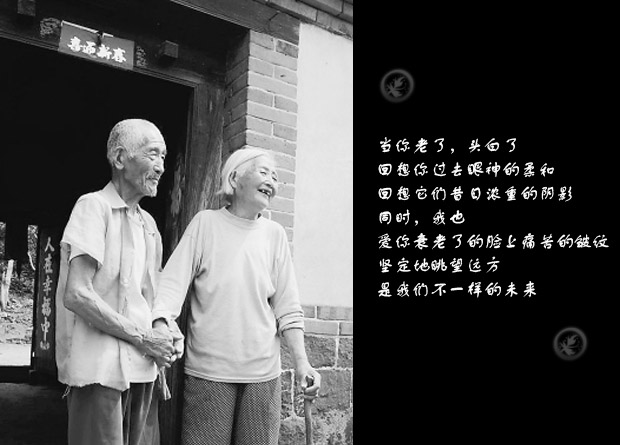 喜迎新春
人在幸福中
当你老了，头白了
回想你过去眼神的柔和
回想它们昔日浓重的阴影
同时，我也
爱你衰老了的脸上痛苦的皱纹
坚定地眺望远方
是我们不一样的未来